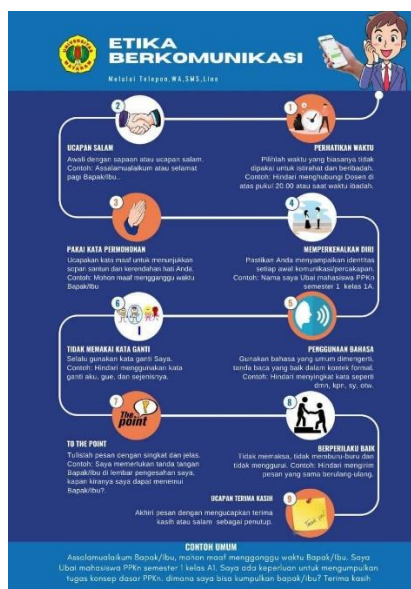 ETIKA
BERKOMUNIKASI
Melalui Telepon,WA,SMS,Line
1
PERHATIKAN WAKTU
Pilihlah waktu yang biasanya tidak
dipakai untuk istirahat dan beribadah.
Contoh: Hindari menghubungi Dosen di
atas pukul 20.00 atau saat waktu ibadah.
2
UCAPAN SALAM
Awali dengan sapaan atau ucapan salam.
Contoh: Assalamualaikum atau selamat
pagi Bapak/Ibu..
3
PAKAI KATA PERMOHONAN
Ucapakana kata maaf untuk menunjukkan
sopan santun dan kerendahan hati Anda.
Contoh: Mohon maaf mengganggu waktu
Bapak/Ibu
4
MEMPERKENALKAN DIRI
Pastikan Anda menyampaikan identitas
setiap awal komunikasi/percakapan.
Contoh: Nama saya Ubai mahasiswa PPKn
semester 1 kelas 1A.
5
PENGGUNAAN BAHASA
Gunakan bahasa yang umum dimengerti,
tanda baca yang baik dalam kontek formal.
Contoh: Hindari menyingkat kata seperti
dmn, kpn, sy, otw.
6
TIDAK MEMAKAI KATA GANTI
Selalu gunakan kata ganti Saya.
Contoh: Hindari menggunakan kata
ganti aku, gue, dan sejenisnya.
7
The point
TO THE POINT
Tulislah pesan dengan singkat dan jelas.
Contoh: Saya memerlukan tanda tangan
Bapak/Ibu di lembar pengesahan saya,
kapan kiranya saya dapat menemui
Bapak/Ibu?.
8
BERPERILAKU BAIK
Tidak memaksa, tidak memburu-buru dan
tidak menggurui. Contoh: Hindari mengirim
pesan yang sama berulang-ulang.
9
UCAPAN TERIMA KASIH
Akhiri pesan dengan mengucapkan terima
kasih atau salam sebagai penutup.
CONTOH UMUM
Assalamualaikum Bapak/Ibu, mohon maaf mengganggu waktu Bapak/Ibu. Saya
Ubai mahasiswa PPKn semester 1 kelas A1. Saya ada keperluan untuk mengumpulkan
tugas konsep dasar PPKn. dimana saya bisa kumpulkan bapak/ibu? Terima kasih